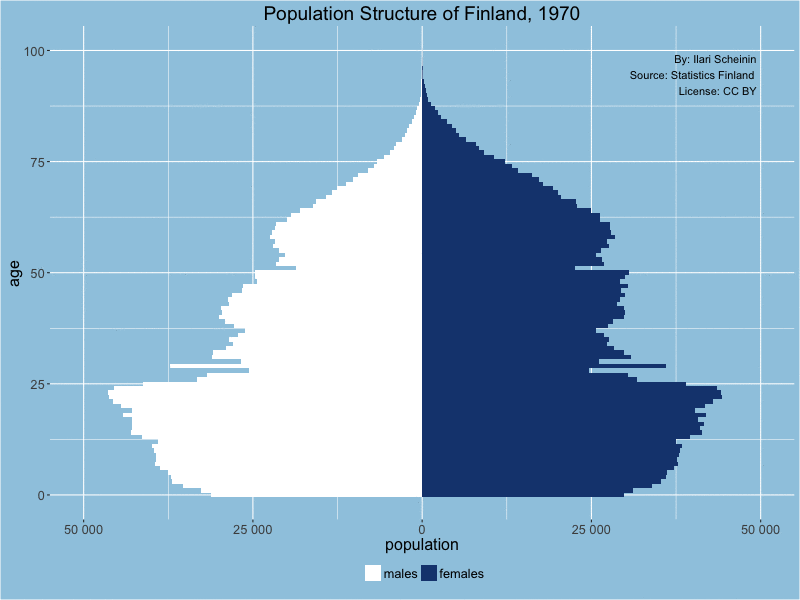 Population Structure of Finland, 1970
By: Ilari Scheinin
Source: Statistics Finland
License: CC BY
100
75
50
25
0
age
50 000
25 000
0
25 000
50 000
population
males
females